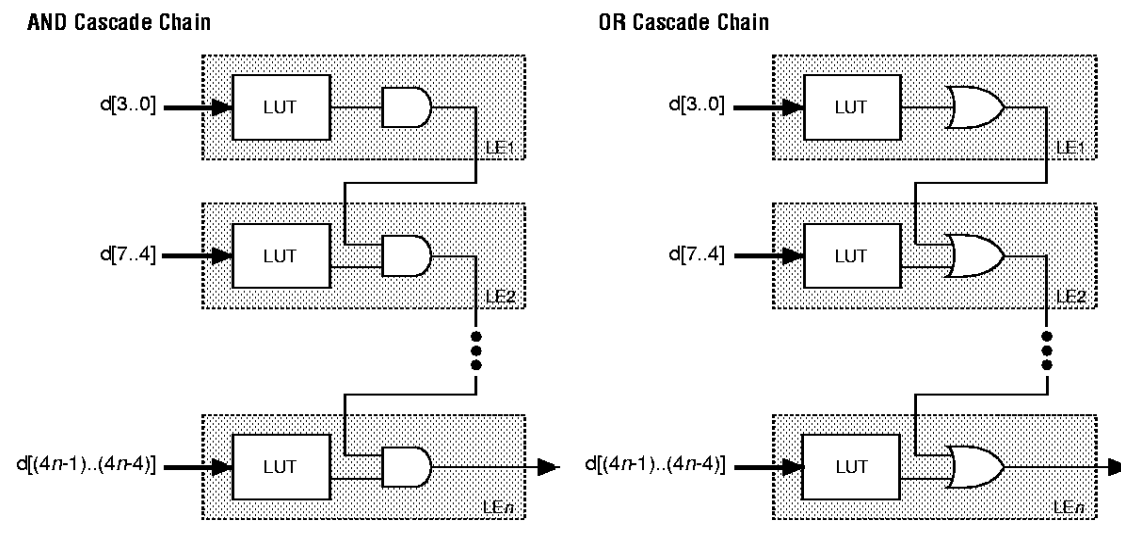 AND Cascade Chain
OR Cascade Chain
d[3..0]
LUT
LE1
d[7..4]
LUT
LE2
d[(4n-1)..(4n-4)]
LUT
LEn
d[3..0]
LUT
LE1
d[7..4]
LUT
LE2
d[(4n-1)..(4n-4)]
LUT
LEn